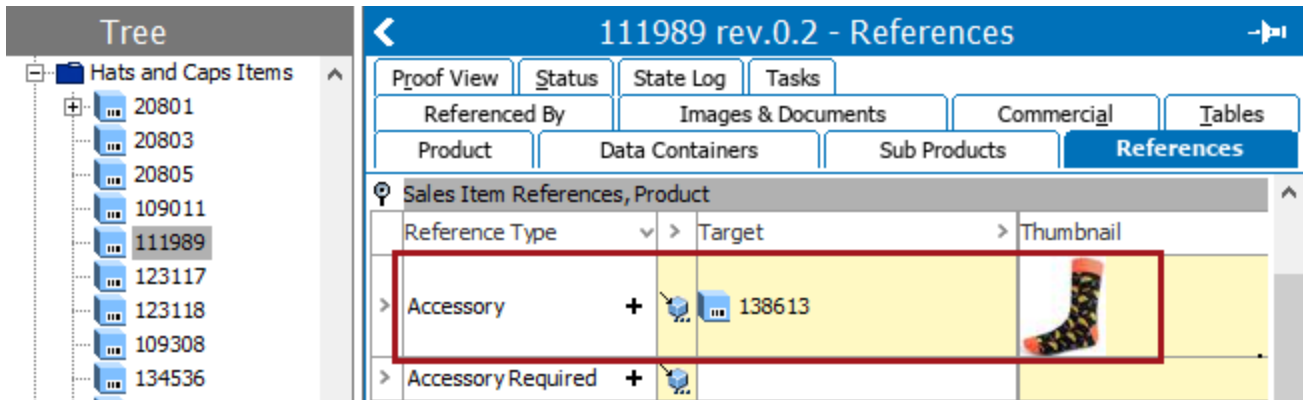 Tree
Hats and Caps Items
20801
20803
20805
109011
111989
123117
123118
109308
134536
111989 rev.0.2 - References
Proof View Status State Log Tasks
Referenced By Images & Documents Commercial Tables
Product Data Containers Sub Products References
Sales Item References, Product
Reference Type > Target > Thumbnail
> Accessory + 138613
> Accessory Required +